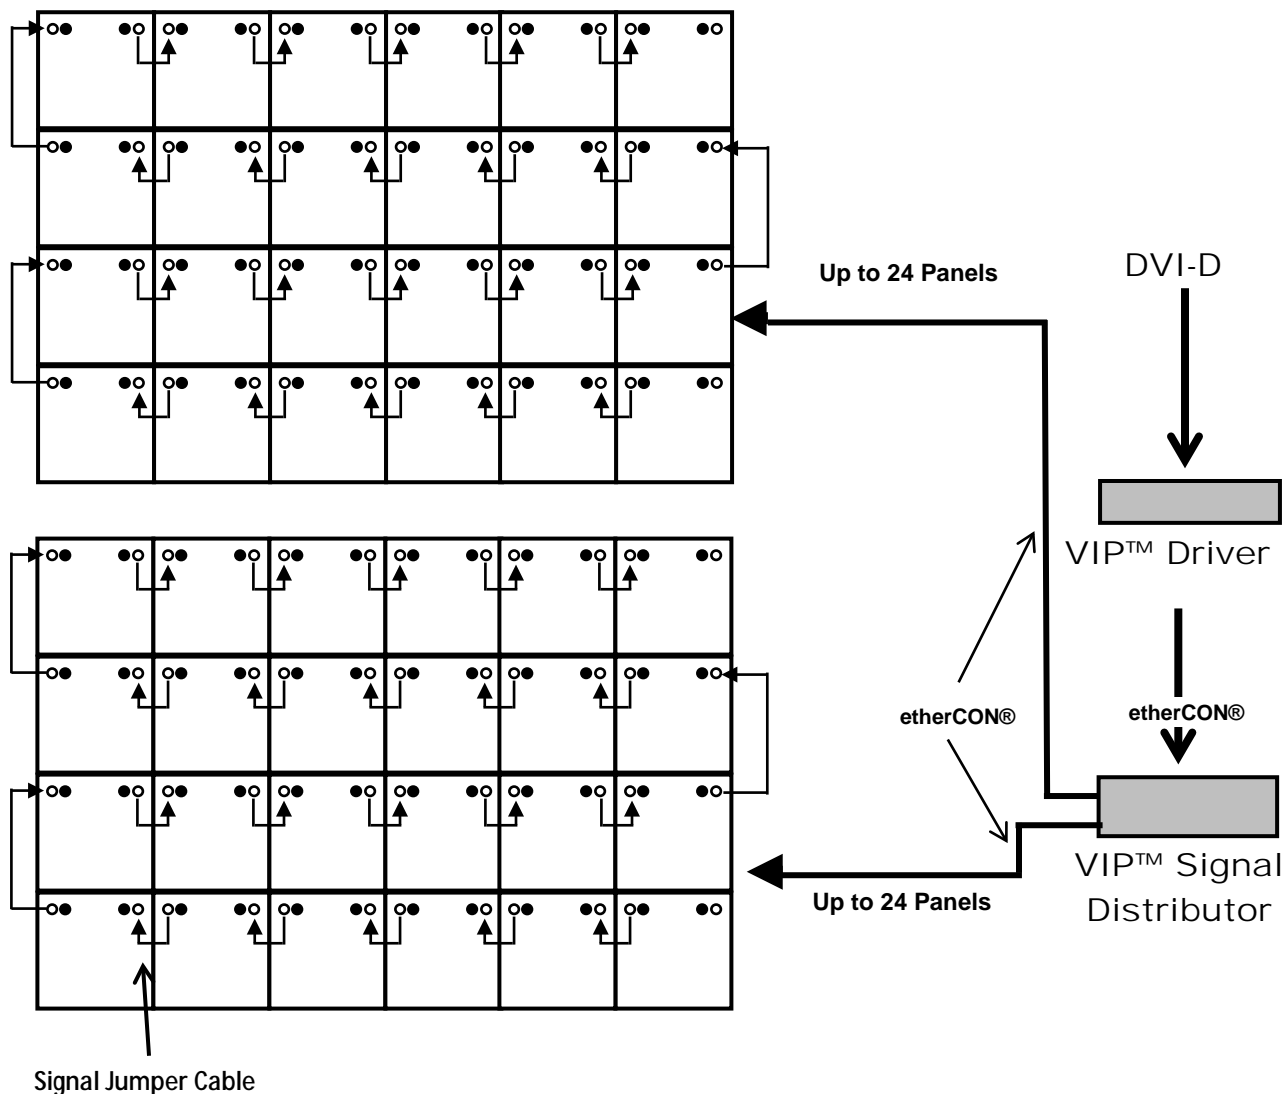 Up to 24 Panels
DVI-D
VIP™ Driver
etherCON®
etherCON®
VIP™ Signal
Distributor
Up to 24 Panels
Signal Jumper Cable